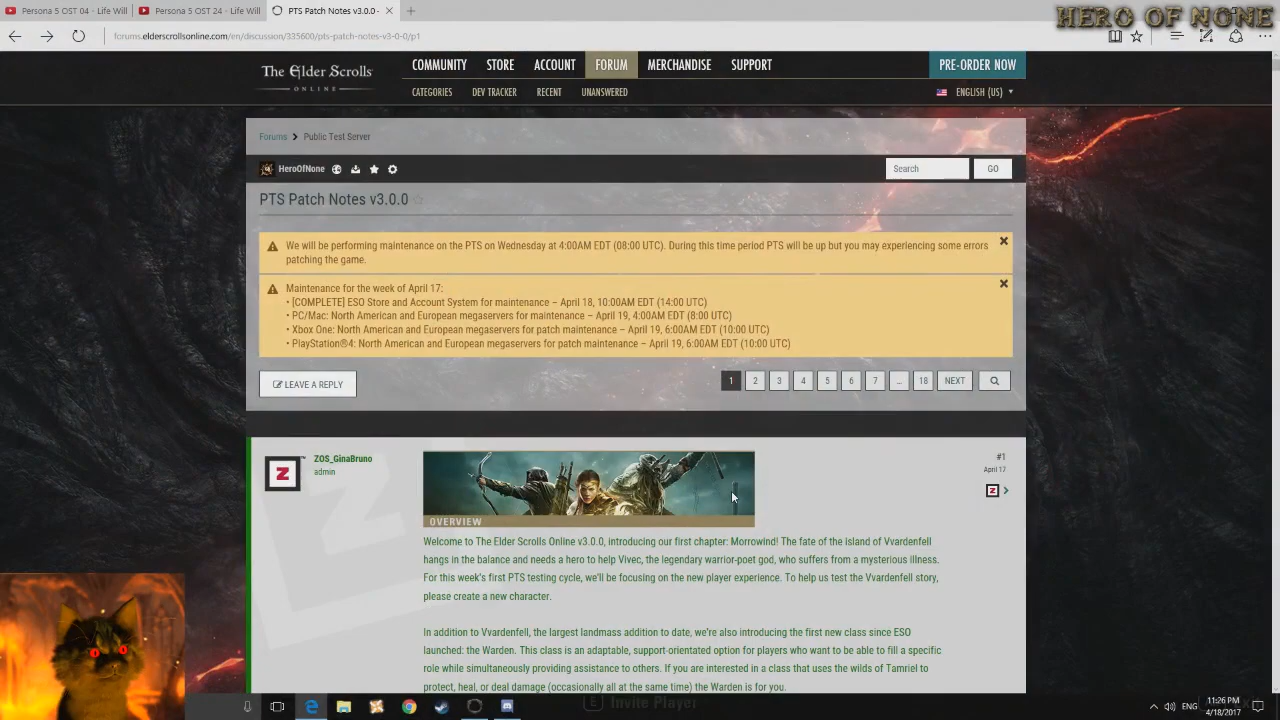 Persona 5 OST 04 - Life Will
Persona 5 OST 24 - Life Will
PTS Patch Notes v3.0.0 -
HERO OF NONE
forums.elderscrollsonline.com/en/discussion/335600/pts-patch-notes-v3-0-0/p1
The Elder Scrolls
ONLINE
COMMUNITY STORE ACCOUNT FORUM MERCHANDISE SUPPORT PRE-ORDER NOW
CATEGORIES DEV TRACKER RECENT UNANSWERED ENGLISH (US)
Forums > Public Test Server
HeroOfNone Search GO
PTS Patch Notes v3.0.0
We will be performing maintenance on the PTS on Wednesday at 4:00AM EDT (08:00 UTC). During this time period PTS will be up but you may experiencing some errors
patching the game.
Maintenance for the week of April 17:
• [COMPLETE] ESO Store and Account System for maintenance – April 18, 10:00AM EDT (14:00 UTC)
• PC/Mac: North American and European megaservers for maintenance – April 19, 4:00AM EDT (8:00 UTC)
• Xbox One: North American and European megaservers for patch maintenance – April 19, 6:00AM EDT (10:00 UTC)
• PlayStation®4: North American and European megaservers for patch maintenance – April 19, 6:00AM EDT (10:00 UTC)
LEAVE A REPLY 1 2 3 4 5 6 7 ... 18 NEXT
ZOS_GinaBruno
admin
#1
April 17
OVERVIEW
Welcome to The Elder Scrolls Online v3.0.0, introducing our first chapter: Morrowind! The fate of the island of Vvardenfell
hangs in the balance and needs a hero to help Vivec, the legendary warrior-poet god, who suffers from a mysterious illness.
For this week's first PTS testing cycle, we'll be focusing on the new player experience. To help us test the Vvardenfell story,
please create a new character.
In addition to Vvardenfell, the largest landmass addition to date, we're also introducing the first new class since ESO
launched: the Warden. This class is an adaptable, support-orientated option for players who want to be able to fill a specific
role while simultaneously providing assistance to others. If you are interested in a class that uses the wilds of Tamriel to
protect, heal, or deal damage (occasionally all at the same time) the Warden is for you.
E Invite Player
ENG
11:26 PM
4/18/2017